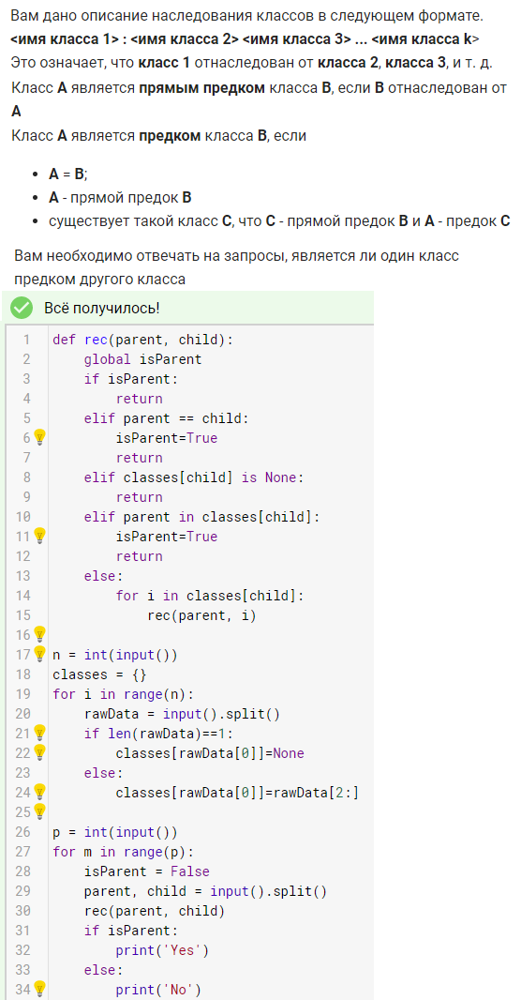 Вам дано описание наследования классов в следующем формате.
<имя класса 1> : <имя класса 2> <имя класса 3> ... <имя класса k>
Это означает, что класс 1 отнаследован от класса 2, класса 3, и т. д.
Класс A является прямым предком класса B, если B отнаследован от
A
Класс A является предком класса B, если
• A = B;
• A - прямой предок B
• существует такой класс C, что C - прямой предок B и A - предок C
Вам необходимо отвечать на запросы, является ли один класс
предком другого класса
Всё получилось!
1 def rec(parent, child):
2     global isParent
3     if isParent:
4         return
5     elif parent == child:
6         isParent=True
7         return
8     elif classes[child] is None:
9         return
10     elif parent in classes[child]:
11         isParent=True
12         return
13     else:
14         for i in classes[child]:
15             rec(parent, i)
16
17 n = int(input())
18 classes = {}
19 for i in range(n):
20     rawData = input().split()
21     if len(rawData)==1:
22         classes[rawData[0]]=None
23     else:
24         classes[rawData[0]]=rawData[2:]
25
26 p = int(input())
27 for m in range(p):
28     isParent = False
29     parent, child = input().split()
30     rec(parent, child)
31     if isParent:
32         print('Yes')
33     else:
34         print('No')